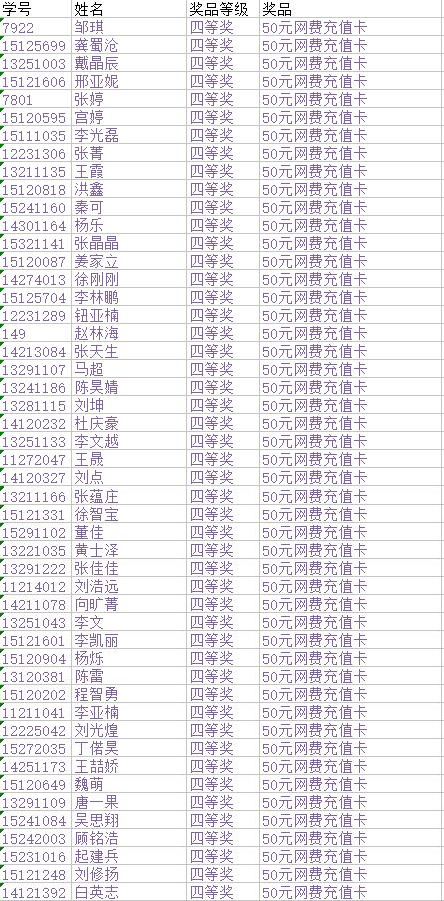 学号 姓名 奖品等级 奖品
7922 邹琪 四等奖 50元网费充值卡
15125699 龚蜀沧 四等奖 50元网费充值卡
13251003 戴晶辰 四等奖 50元网费充值卡
15121606 邢亚妮 四等奖 50元网费充值卡
7801 张婷 四等奖 50元网费充值卡
15120595 宫婷 四等奖 50元网费充值卡
15111035 李光磊 四等奖 50元网费充值卡
12231306 张菁 四等奖 50元网费充值卡
13211135 王霞 四等奖 50元网费充值卡
15120818 洪鑫 四等奖 50元网费充值卡
15241160 秦可 四等奖 50元网费充值卡
14301164 杨乐 四等奖 50元网费充值卡
15321141 张晶晶 四等奖 50元网费充值卡
15120087 姜家立 四等奖 50元网费充值卡
14274013 徐刚刚 四等奖 50元网费充值卡
15125704 李林鹏 四等奖 50元网费充值卡
12231289 钮亚楠 四等奖 50元网费充值卡
149 赵林海 四等奖 50元网费充值卡
14213084 张天生 四等奖 50元网费充值卡
13291107 马超 四等奖 50元网费充值卡
13241186 陈昊婧 四等奖 50元网费充值卡
13281115 刘坤 四等奖 50元网费充值卡
14120232 杜庆豪 四等奖 50元网费充值卡
13251133 李文越 四等奖 50元网费充值卡
11272047 王晟 四等奖 50元网费充值卡
14120327 刘点 四等奖 50元网费充值卡
13211166 张蕴庄 四等奖 50元网费充值卡
15121331 徐智宝 四等奖 50元网费充值卡
15291102 董佳 四等奖 50元网费充值卡
13221035 黄士泽 四等奖 50元网费充值卡
13291222 张佳佳 四等奖 50元网费充值卡
11214012 刘浩远 四等奖 50元网费充值卡
14211078 向旷菁 四等奖 50元网费充值卡
13251043 李文 四等奖 50元网费充值卡
15121601 李凯丽 四等奖 50元网费充值卡
15120904 杨烁 四等奖 50元网费充值卡
13120381 陈雷 四等奖 50元网费充值卡
15120202 程智勇 四等奖 50元网费充值卡
11211041 李亚楠 四等奖 50元网费充值卡
12225042 刘光煌 四等奖 50元网费充值卡
15272035 丁偌昊 四等奖 50元网费充值卡
14251173 王喆娇 四等奖 50元网费充值卡
15120649 魏萌 四等奖 50元网费充值卡
13291109 唐一果 四等奖 50元网费充值卡
15241084 吴思翔 四等奖 50元网费充值卡
15242003 顾铭浩 四等奖 50元网费充值卡
15231016 起建兵 四等奖 50元网费充值卡
15121248 刘修扬 四等奖 50元网费充值卡
14121392 白英志 四等奖 50元网费充值卡